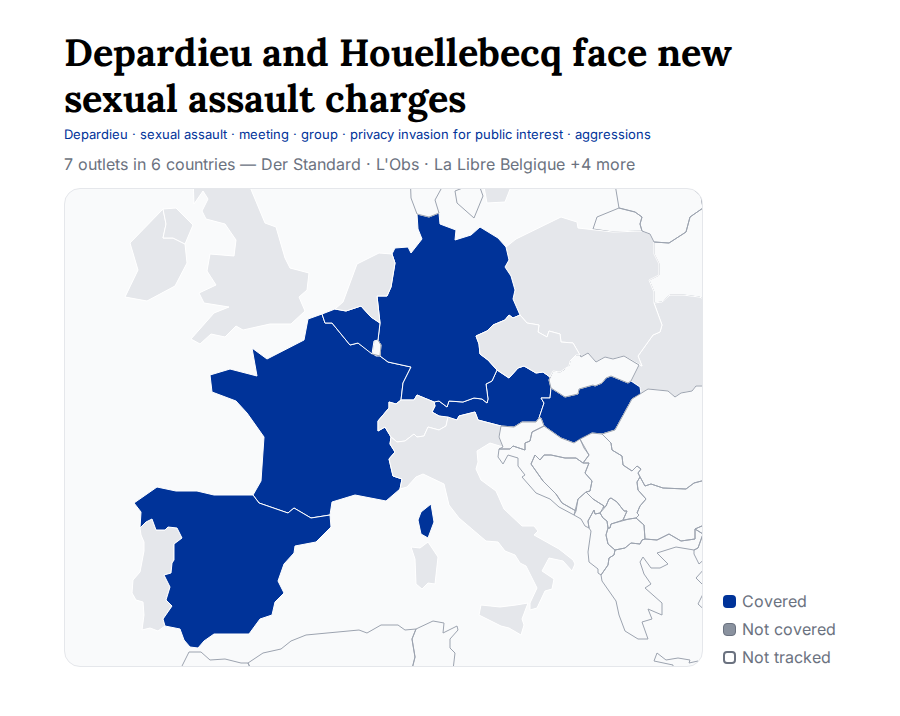 Depardieu and Houellebecq face new
sexual assault charges
Depardieu · sexual assault · meeting · group · privacy invasion for public interest · aggressions
7 outlets in 6 countries — Der Standard · L'Obs · La Libre Belgique +4 more
Covered
Not covered
Not tracked